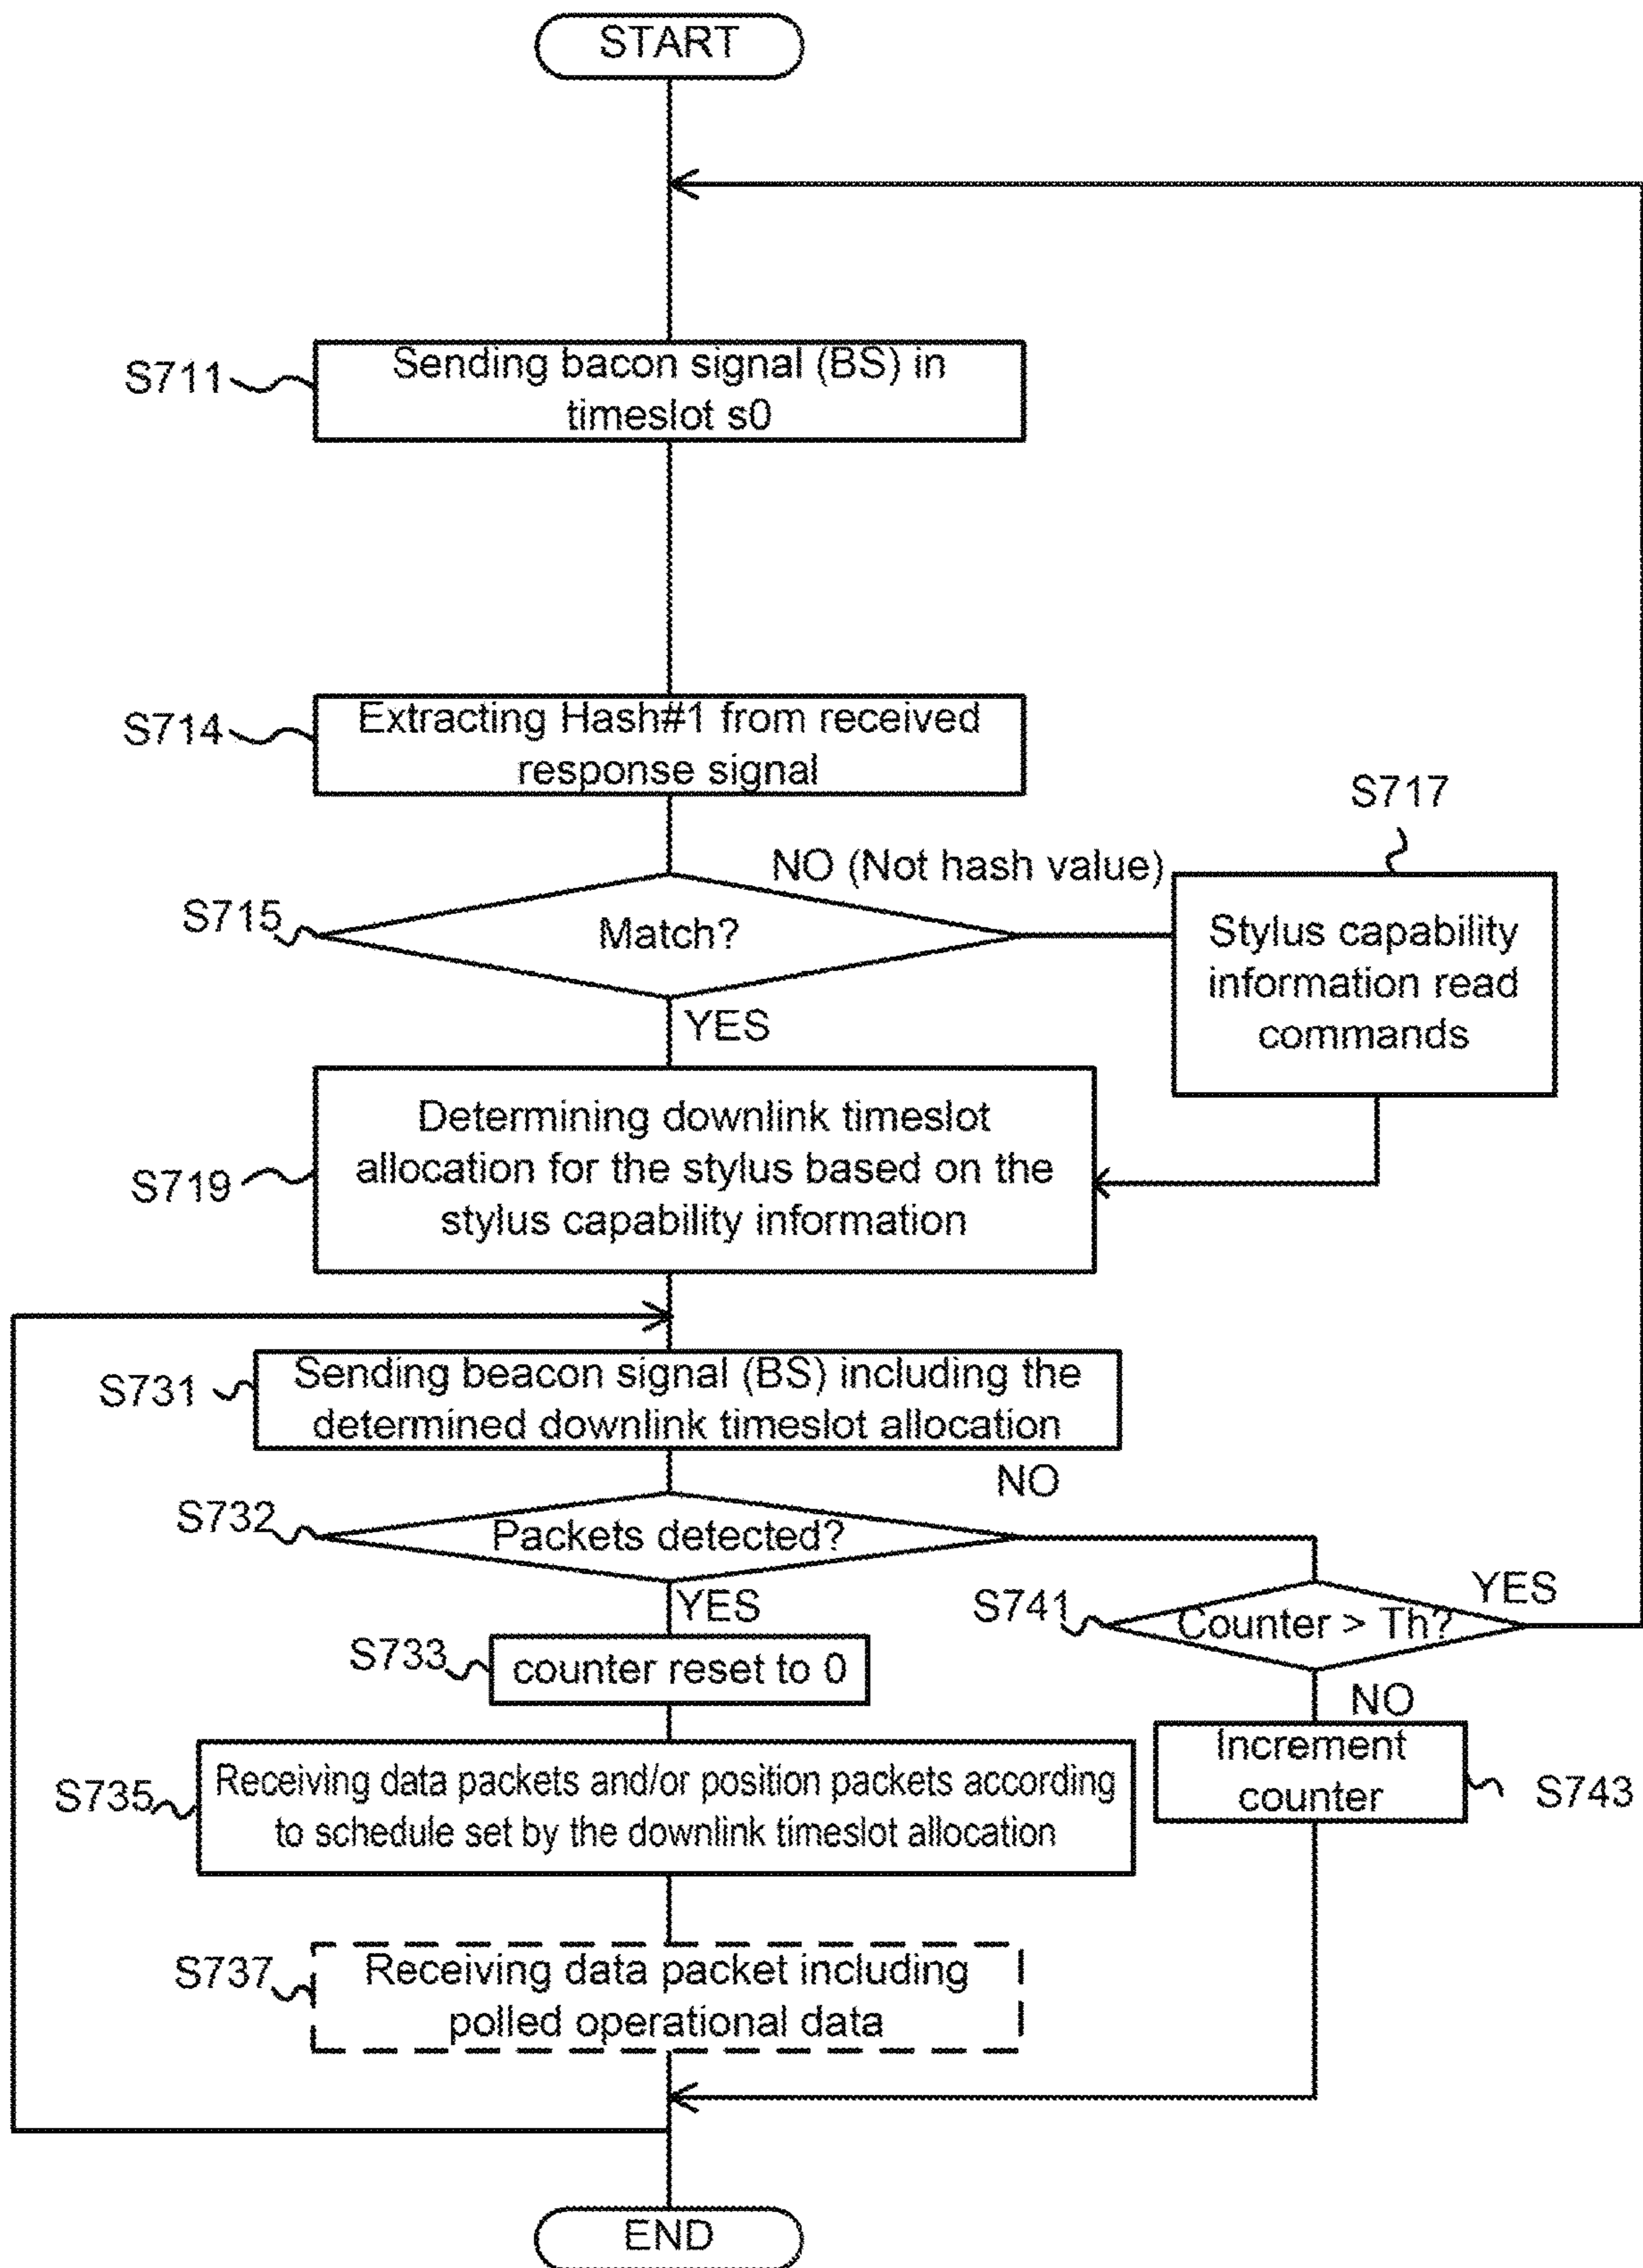 START
S711
Sending bacon signal (BS) in
timeslot s0
S714
Extracting Hash#1 from received
response signal
S717
NO (Not hash value)
S715
Match?
Stylus capability
information read
commands
YES
S719
Determining downlink timeslot
allocation for the stylus based on the
stylus capability information
S731
Sending beacon signal (BS) including the
determined downlink timeslot allocation
NO
S732
Packets detected?
YES
S741
Counter > Th?
YES
S733
counter reset to 0
NO
S735
Receiving data packets and/or position packets according
to schedule set by the downlink timeslot allocation
Increment
counter
S743
S737
Receiving data packet including
polled operational data
END